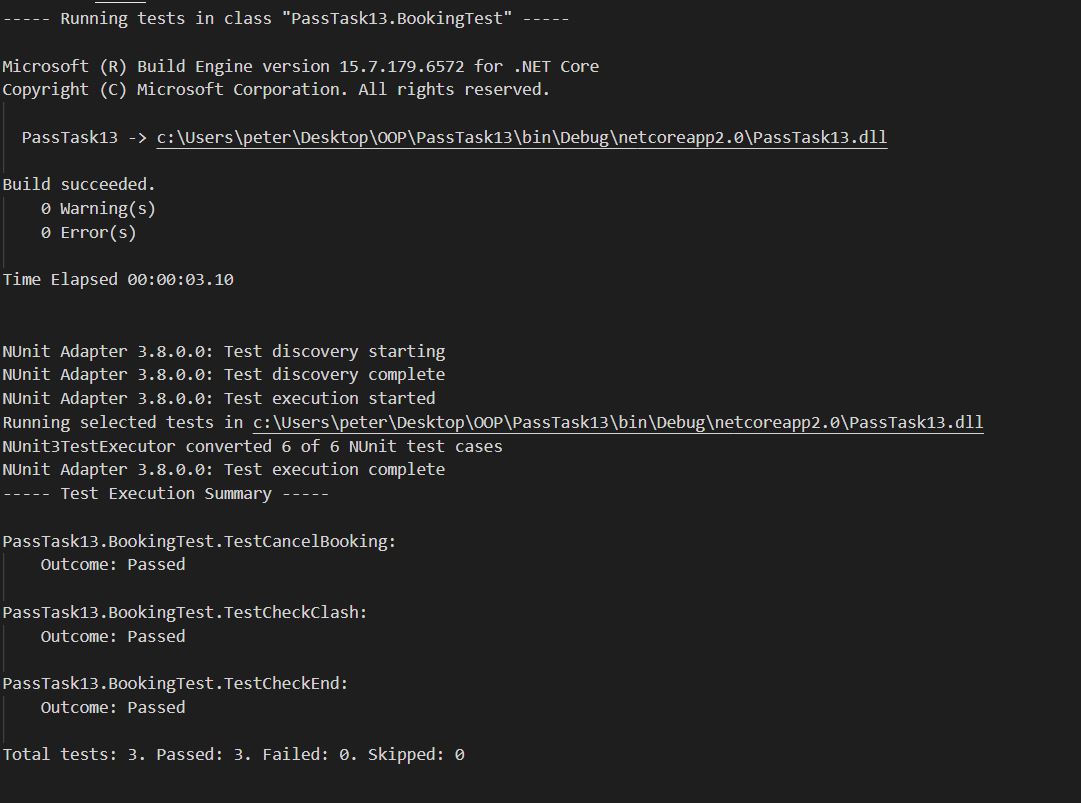 ----- Running tests in class "PassTask13.BookingTest" -----
Microsoft (R) Build Engine version 15.7.179.6572 for .NET Core
Copyright (C) Microsoft Corporation. All rights reserved.
PassTask13 -> c:\Users\peter\Desktop\OOP\PassTask13\bin\Debug\netcoreapp2.0\PassTask13.dll
Build succeeded.
0 Warning(s)
0 Error(s)
Time Elapsed 00:00:03.10
NUnit Adapter 3.8.0.0: Test discovery starting
NUnit Adapter 3.8.0.0: Test discovery complete
NUnit Adapter 3.8.0.0: Test execution started
Running selected tests in c:\Users\peter\Desktop\OOP\PassTask13\bin\Debug\netcoreapp2.0\PassTask13.dll
NUnit3TestExecutor converted 6 of 6 NUnit test cases
NUnit Adapter 3.8.0.0: Test execution complete
----- Test Execution Summary -----
PassTask13.BookingTest.TestCancelBooking:
Outcome: Passed
PassTask13.BookingTest.TestCheckClash:
Outcome: Passed
PassTask13.BookingTest.TestCheckEnd:
Outcome: Passed
Total tests: 3. Passed: 3. Failed: 0. Skipped: 0